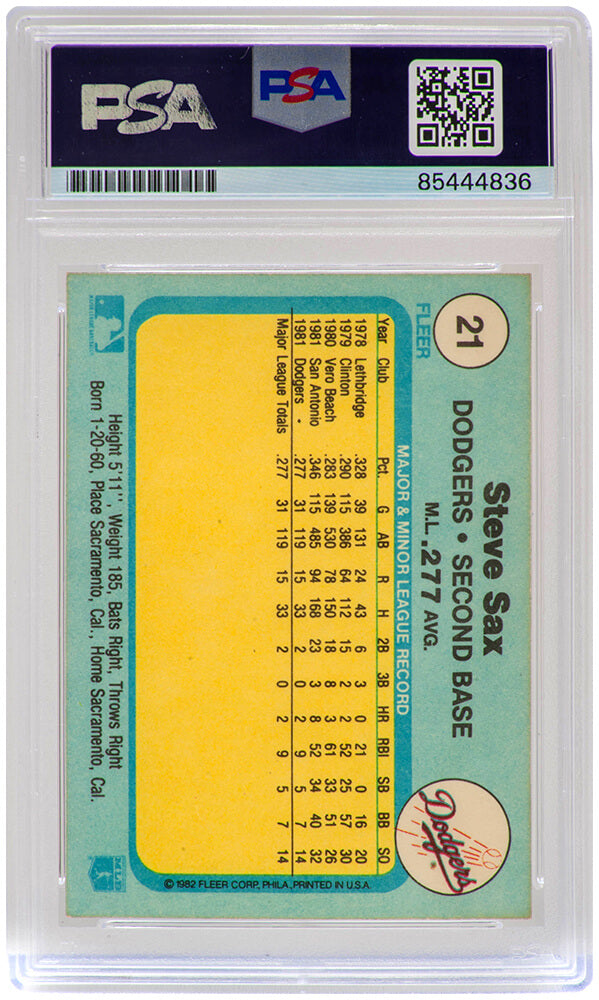 PSA
PSA
85444836
21
FLEER
Steve Sax
DODGERS • SECOND BASE
M.L. .277 AVG.
Dodgers
MAJOR & MINOR LEAGUE RECORD
Year Club Pct. G AB R H 2B 3B HR RBI SB BB SO
1978 Lethbridge .328 39 131 24 43 6 3 0 21 0 16 20
1979 Clinton .290 115 386 64 112 15 2 52 25 57 30
1980 Vero Beach .283 139 530 78 150 18 8 3 61 33 51 26
1981 San Antonio .346 115 485 94 168 23 3 8 52 34 40 32
1981 Dodgers • .277 31 119 15 33 2 0 2 9 5 7 14
Major League Totals .277 31 119 15 33 2 0 2 9 5 7 14
© 1982 FLEER CORP., PHILA., PRINTED IN U.S.A.
Height 5'11'', Weight 185, Bats Right, Throws Right
Born 1-20-60, Place Sacramento, Cal., Home Sacramento, Cal.
MLB